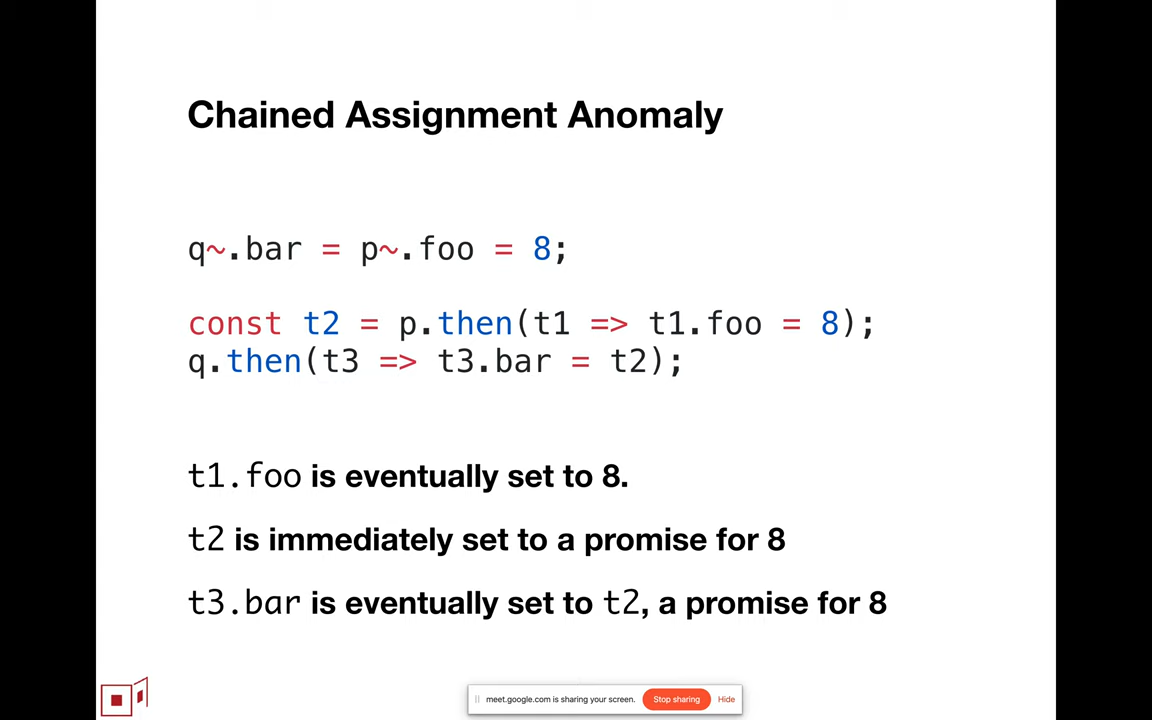 Chained Assignment Anomaly
q~.bar = p~.foo = 8;
const t2 = p.then(t1 => t1.foo = 8);
q.then(t3 => t3.bar = t2);
t1.foo is eventually set to 8.
t2 is immediately set to a promise for 8
t3.bar is eventually set to t2, a promise for 8
meet.google.com is sharing your screen. Stop sharing Hide